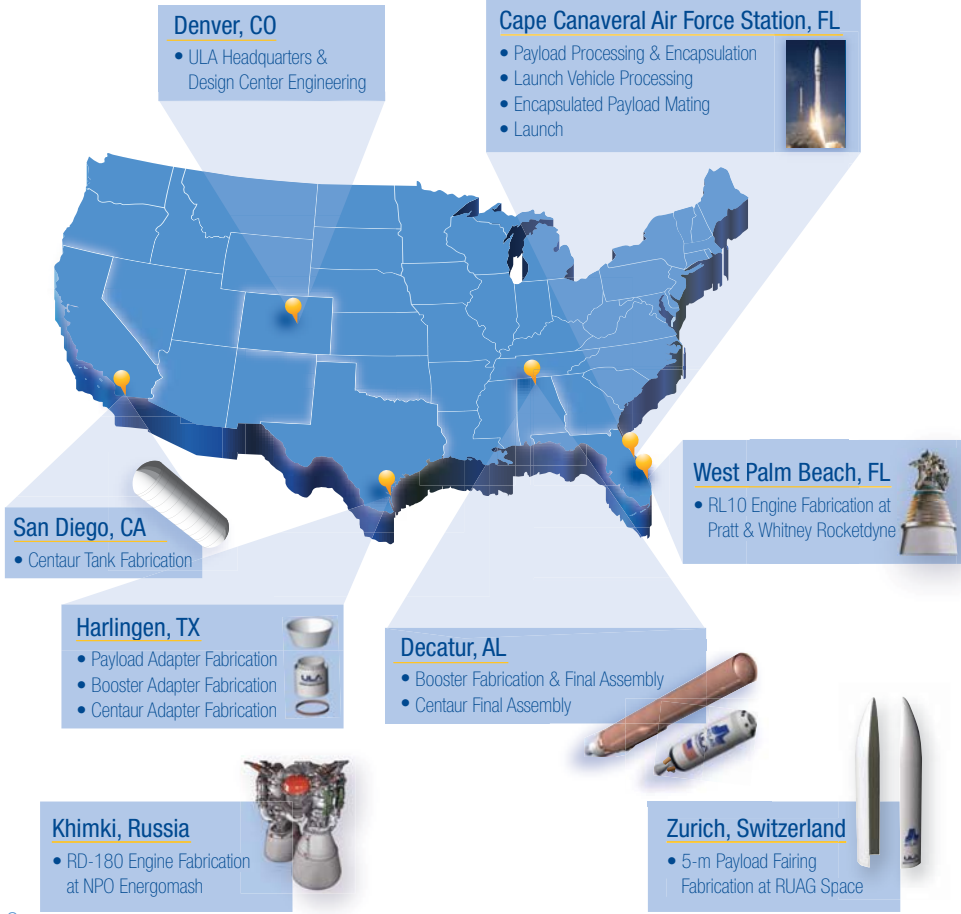 Denver, CO
• ULA Headquarters &
Design Center Engineering
Cape Canaveral Air Force Station, FL
• Payload Processing & Encapsulation
• Launch Vehicle Processing
• Encapsulated Payload Mating
• Launch
West Palm Beach, FL
• RL10 Engine Fabrication at
Pratt & Whitney Rocketdyne
San Diego, CA
• Centaur Tank Fabrication
Harlingen, TX
• Payload Adapter Fabrication
• Booster Adapter Fabrication
• Centaur Adapter Fabrication
Decatur, AL
• Booster Fabrication & Final Assembly
• Centaur Final Assembly
ULA
Khimki, Russia
• RD-180 Engine Fabrication
at NPO Energomash
Zurich, Switzerland
• 5-m Payload Fairing
Fabrication at RUAG Space